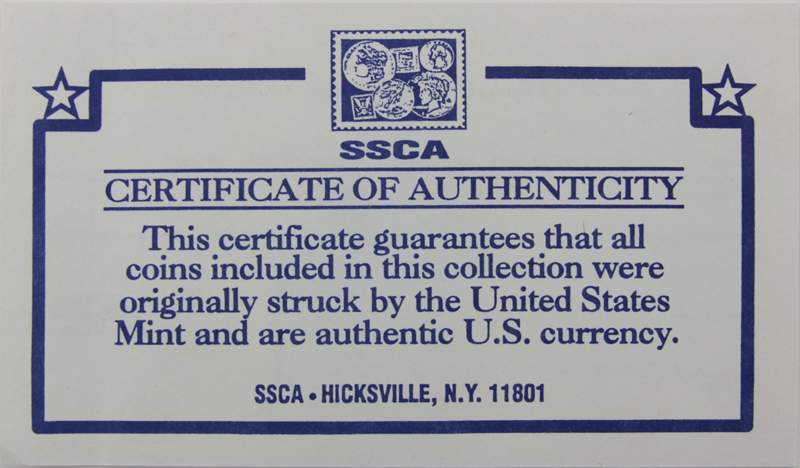 SSCA
CERTIFICATE OF AUTHENTICITY
This certificate guarantees that all
coins included in this collection were
originally struck by the United States
Mint and are authentic U.S. currency.
SSCA • HICKSVILLE, N.Y. 11801